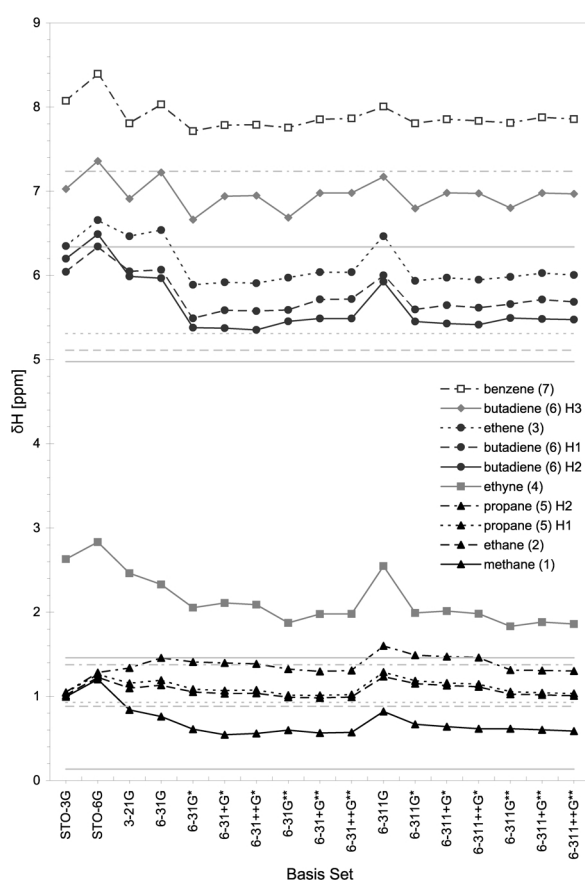 9
8
7
6
5
4
3
2
1
0
δH [ppm]
benzene (7)
butadiene (6) H3
ethene (3)
butadiene (6) H1
butadiene (6) H2
ethyne (4)
propane (5) H2
propane (5) H1
ethane (2)
methane (1)
STO-3G
STO-6G
3-21G
6-31G
6-31G*
6-31+G*
6-31++G*
6-31G**
6-31+G**
6-31++G**
6-311G
6-311G*
6-311+G*
6-311++G*
6-311G**
6-311+G**
6-311++G**
Basis Set